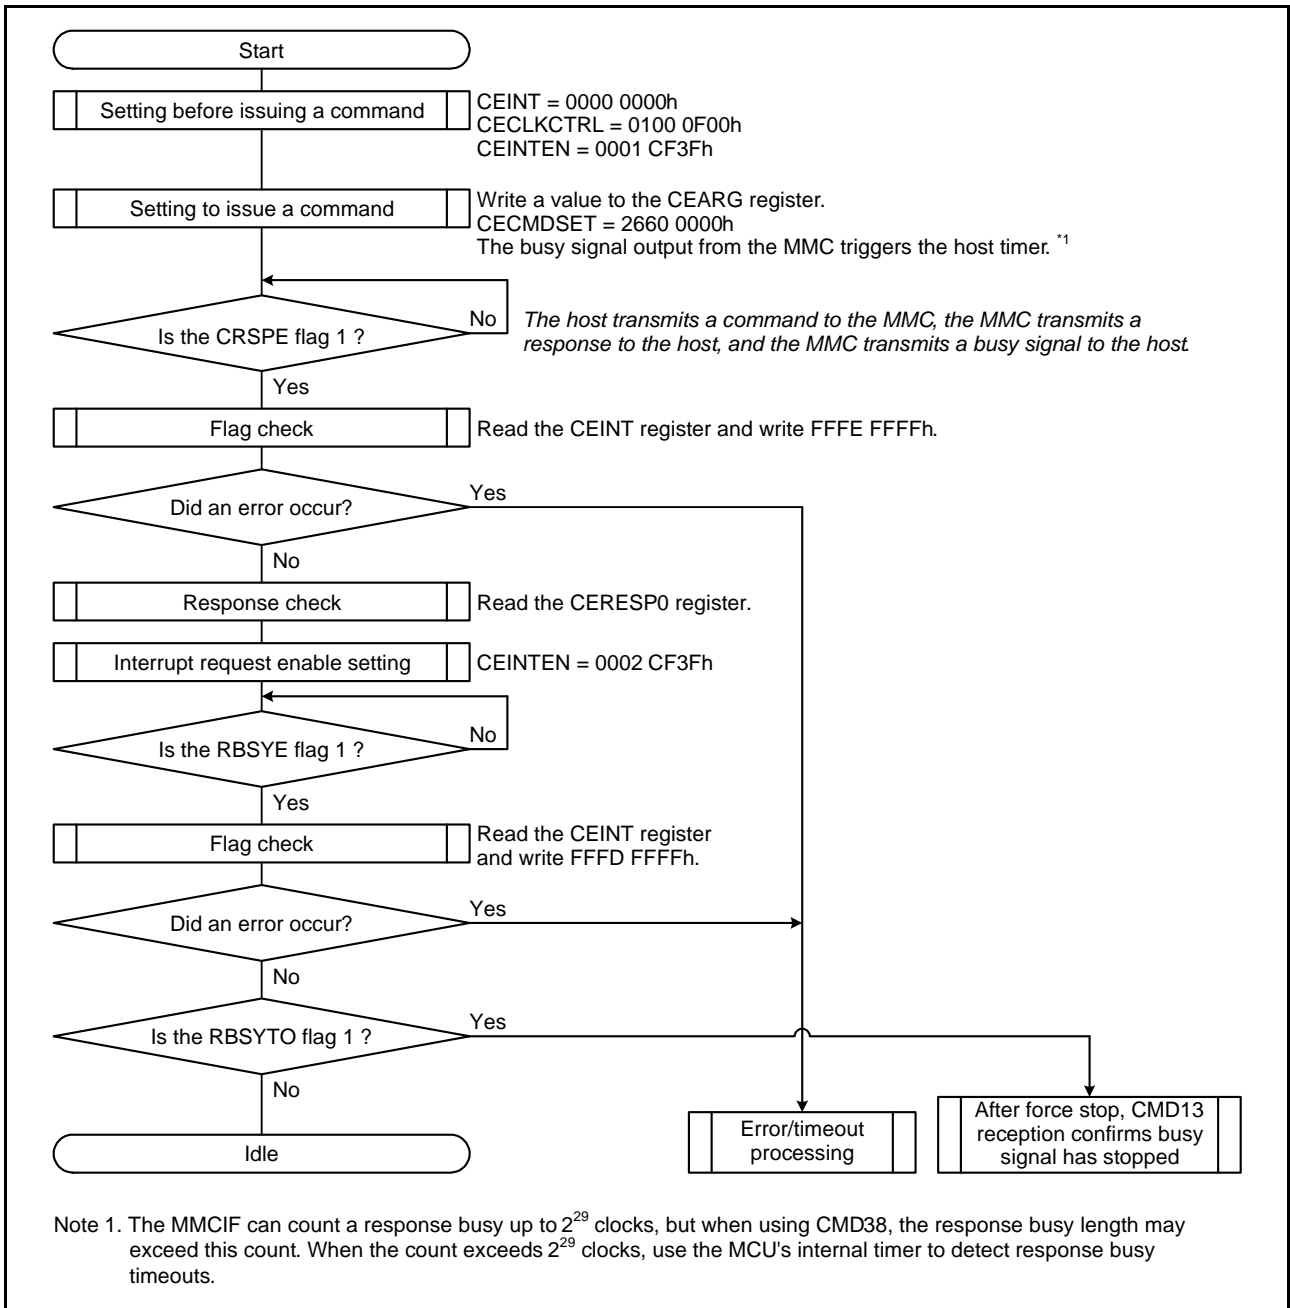 Start
Setting before issuing a command
CEINT = 0000 0000h
CECLKCTRL = 0100 0F00h
CEINTEN = 0001 CF3Fh
Setting to issue a command
Write a value to the CEARG register.
CECMDSET = 2660 0000h
The busy signal output from the MMC triggers the host timer. *1
Is the CRSPE flag 1 ?
No
The host transmits a command to the MMC, the MMC transmits a
response to the host, and the MMC transmits a busy signal to the host.
Yes
Flag check
Read the CEINT register and write FFFE FFFFh.
Did an error occur?
Yes
No
Response check
Read the CERESP0 register.
Interrupt request enable setting
CEINTEN = 0002 CF3Fh
Is the RBSYE flag 1 ?
No
Yes
Flag check
Read the CEINT register
and write FFFD FFFFh.
Did an error occur?
Yes
No
Is the RBSYTO flag 1 ?
Yes
No
Idle
Error/timeout
processing
After force stop, CMD13
reception confirms busy
signal has stopped
Note 1. The MMCIF can count a response busy up to 2^29 clocks, but when using CMD38, the response busy length may
exceed this count. When the count exceeds 2^29 clocks, use the MCU's internal timer to detect response busy
timeouts.